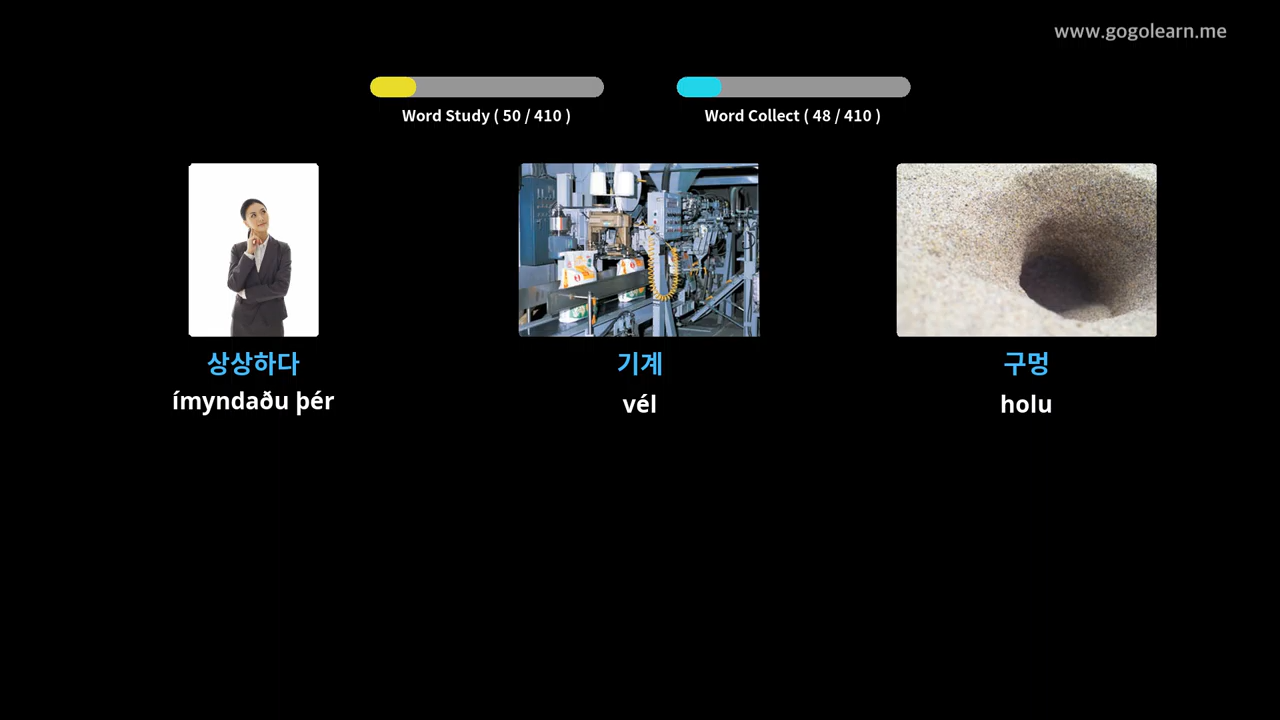 www.gogolearn.me
Word Study ( 50 / 410 )
Word Collect ( 48 / 410 )
상상하다
ímyndaðu þér
기계
vél
구멍
holu